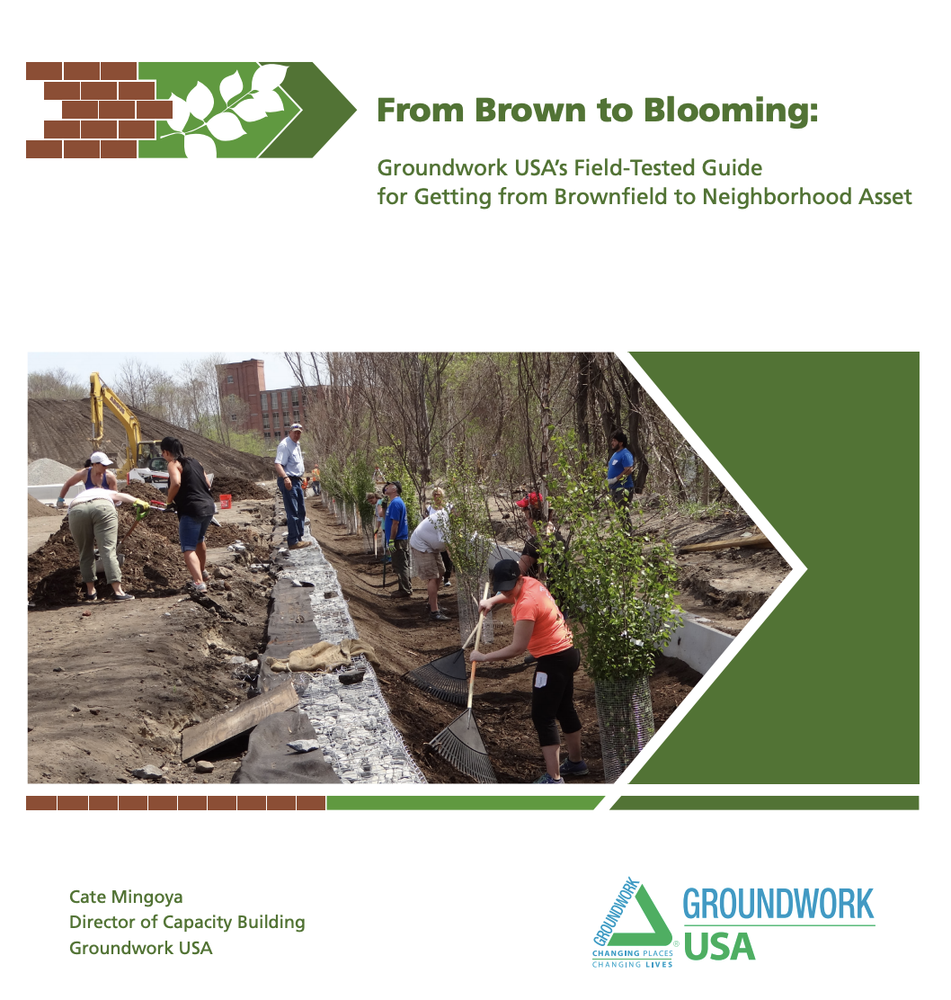 From Brown to Blooming:
Groundwork USA's Field-Tested Guide
for Getting from Brownfield to Neighborhood Asset
Cate Mingoya
Director of Capacity Building
Groundwork USA
GROUNDWORK
CHANGING PLACES
CHANGING LIVES
®
GROUNDWORK
USA